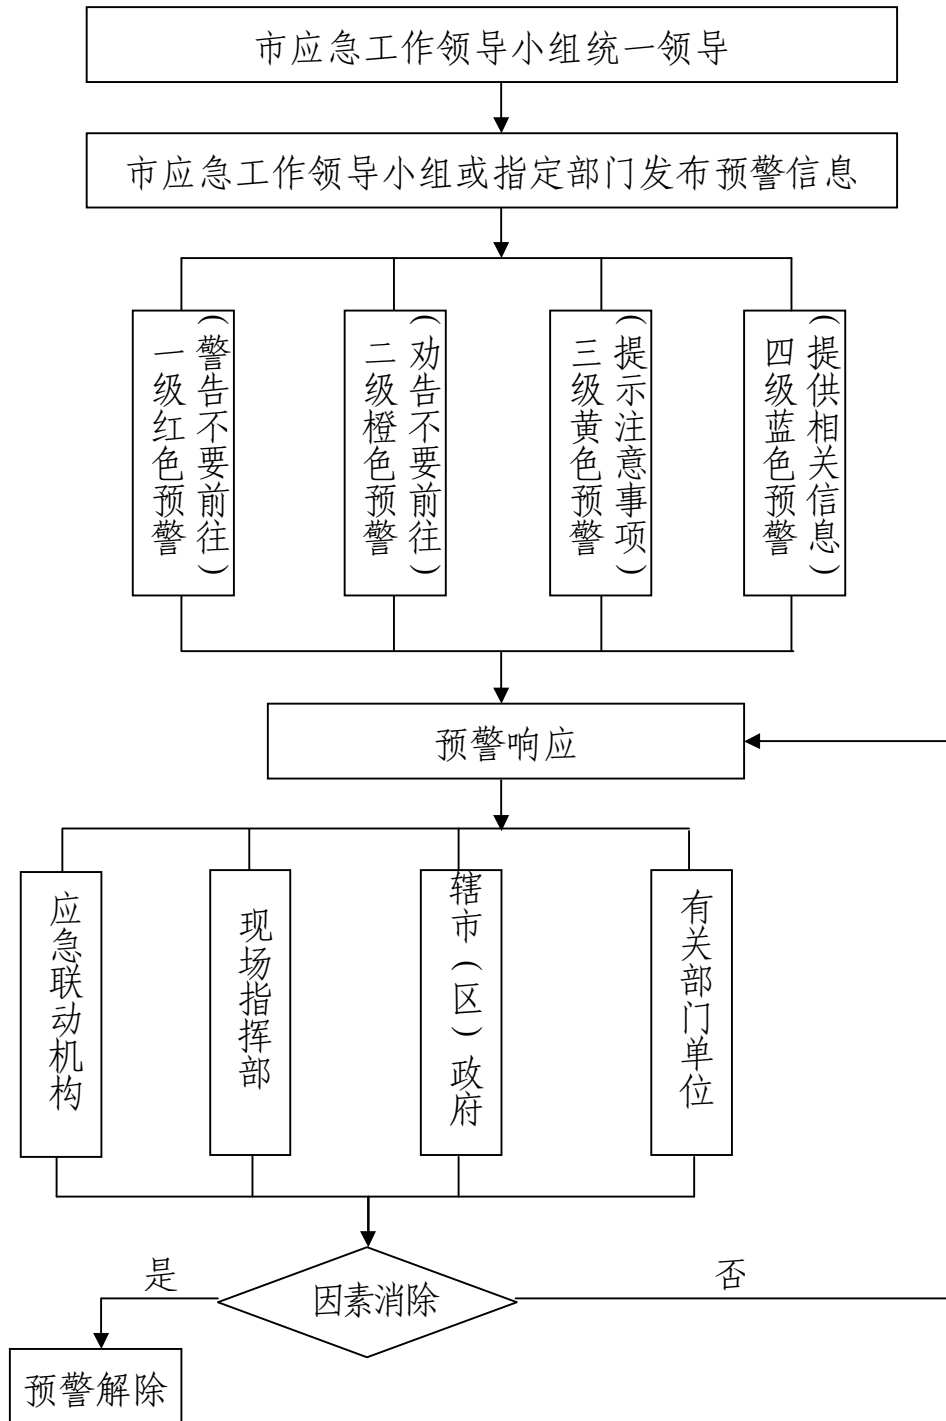 市应急工作领导小组统一领导
市应急工作领导小组或指定部门发布预警信息
一级红色预警
（警告不要前往）
二级橙色预警
（劝告不要前往）
三级黄色预警
（提示注意事项）
四级蓝色预警
（提供相关信息）
预警响应
应急联动机构
现场指挥部
辖市（区）政府
有关部门单位
是
因素消除
否
预警解除